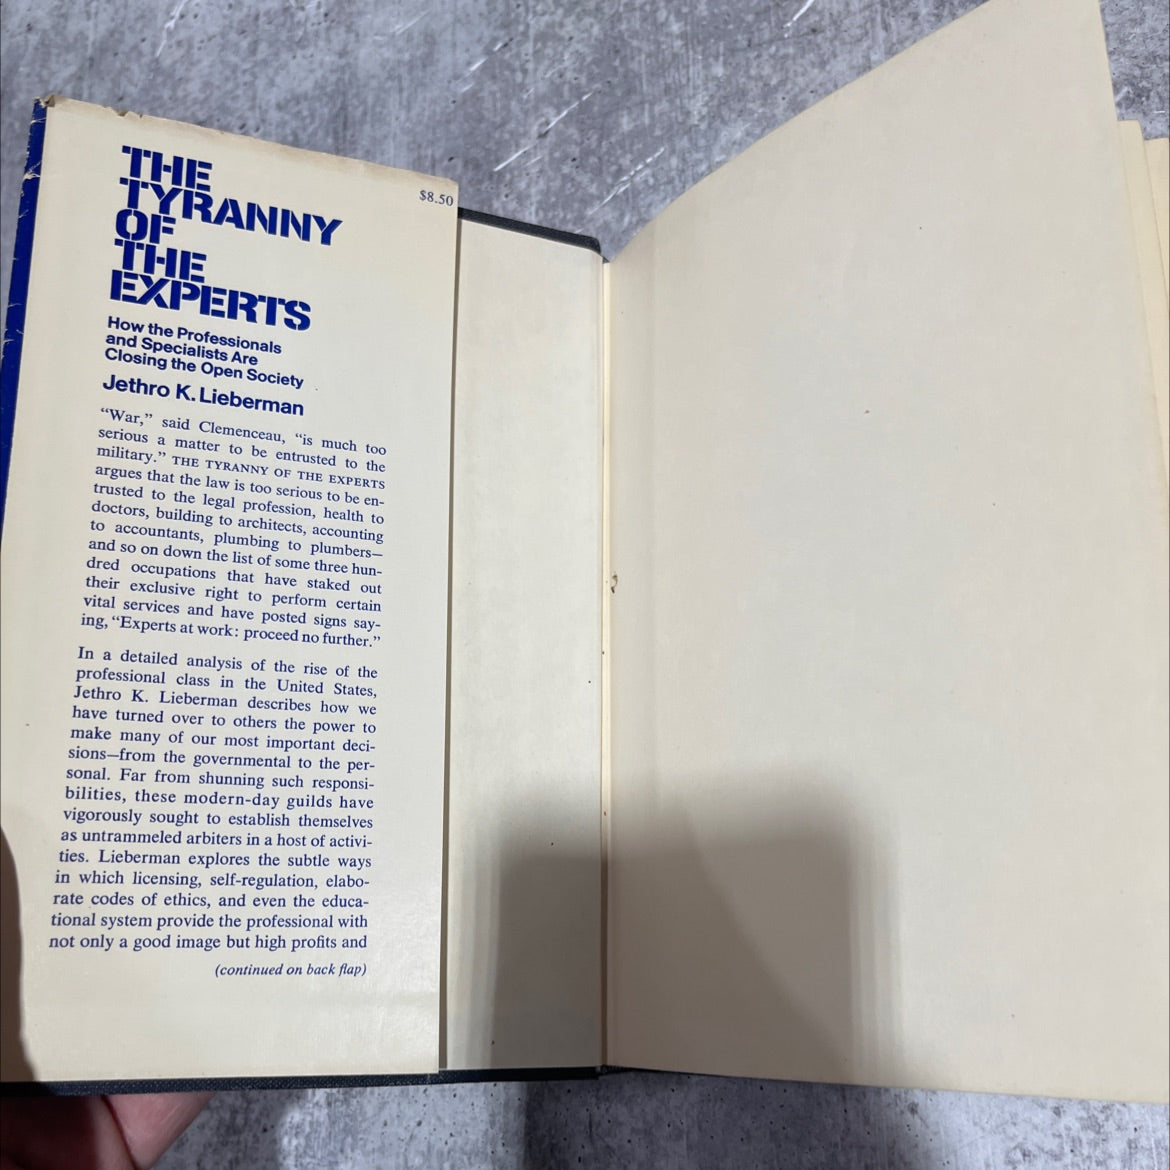 THE
TYRANNY
OF
THE
EXPERTS
$8.50
How the Professionals
and Specialists Are
Closing the Open Society
Jethro K. Lieberman
“War,” said Clemenceau, “is much too
serious a matter to be entrusted to the
military.” THE TYRANNY OF THE EXPERTS
argues that the law is too serious to be en-
trusted to the legal profession, health to
doctors, building to architects, accounting
to accountants, plumbing to plumbers—
and so on down the list of some three hun-
dred occupations that have staked out
their exclusive right to perform certain
vital services and have posted signs say-
ing, “Experts at work: proceed no further.”
In a detailed analysis of the rise of the
professional class in the United States,
Jethro K. Lieberman describes how we
have turned over to others the power to
make many of our most important deci-
sions—from the governmental to the per-
sonal. Far from shunning such responsi-
bilities, these modern-day guilds have
vigorously sought to establish themselves
as untrammeled arbiters in a host of activi-
ties. Lieberman explores the subtle ways
in which licensing, self-regulation, elabo-
rate codes of ethics, and even the educa-
tional system provide the professional with
not only a good image but high profits and
(continued on back flap)